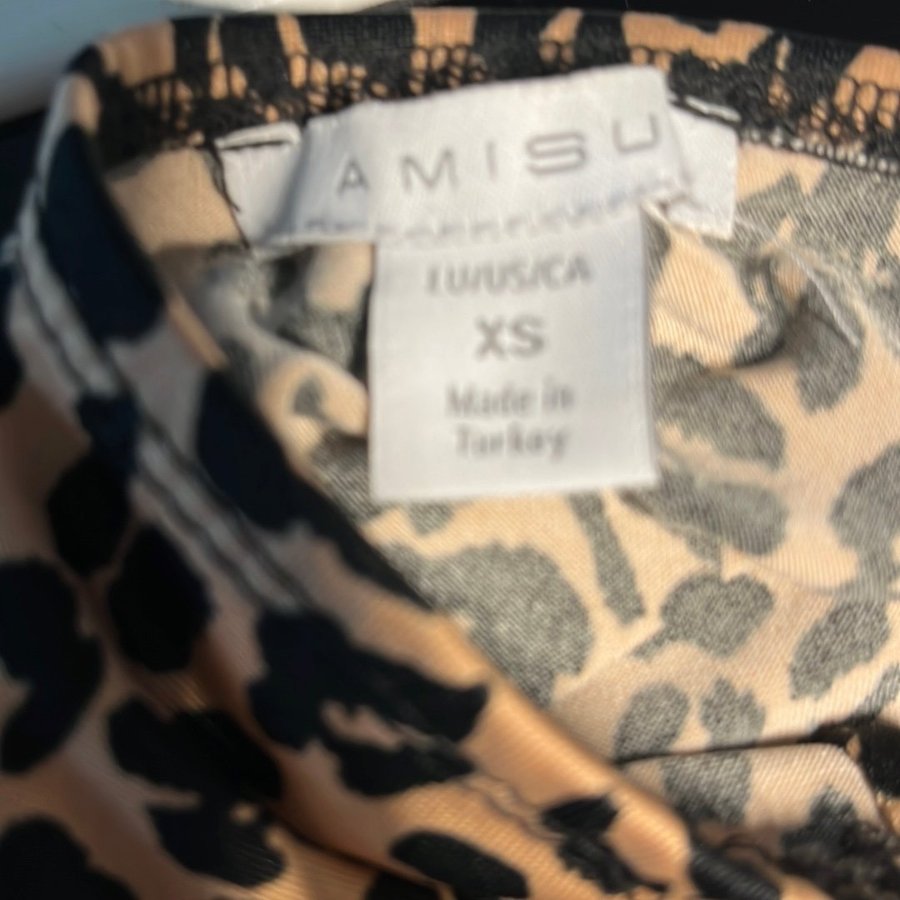 AMISU
EU/US/CA
XS
Made in
Turkey